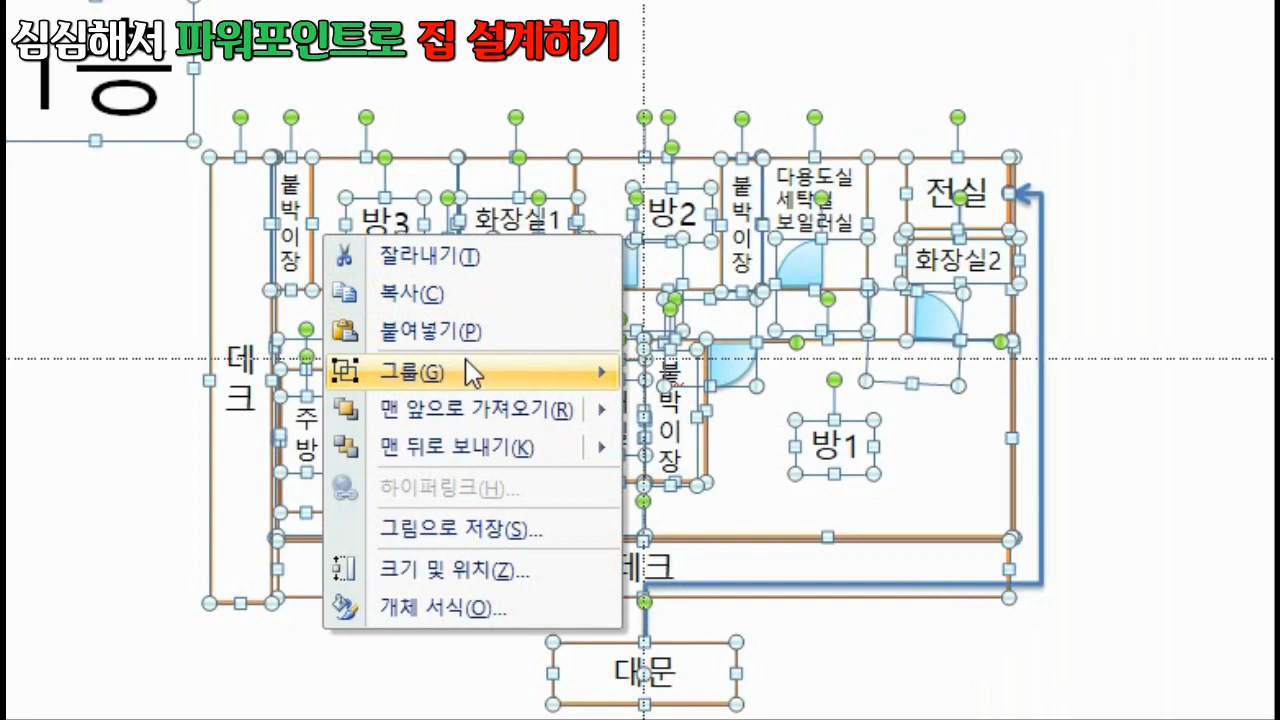 심심해서 파워포인트로 집 설계하기
1층
붙박이장
방3
화장실1
방2
붙박이장
다용도실
세탁실
보일러실
전실
화장실2
잘라내기(T)
복사(C)
붙여넣기(P)
그룹(G)
맨 앞으로 가져오기(R)
맨 뒤로 보내기(K)
하이퍼링크(H)...
그림으로 저장(S)...
크기 및 위치(Z)...
개체 서식(O)...
데크
주방
붙박이장
방1
데크
대문